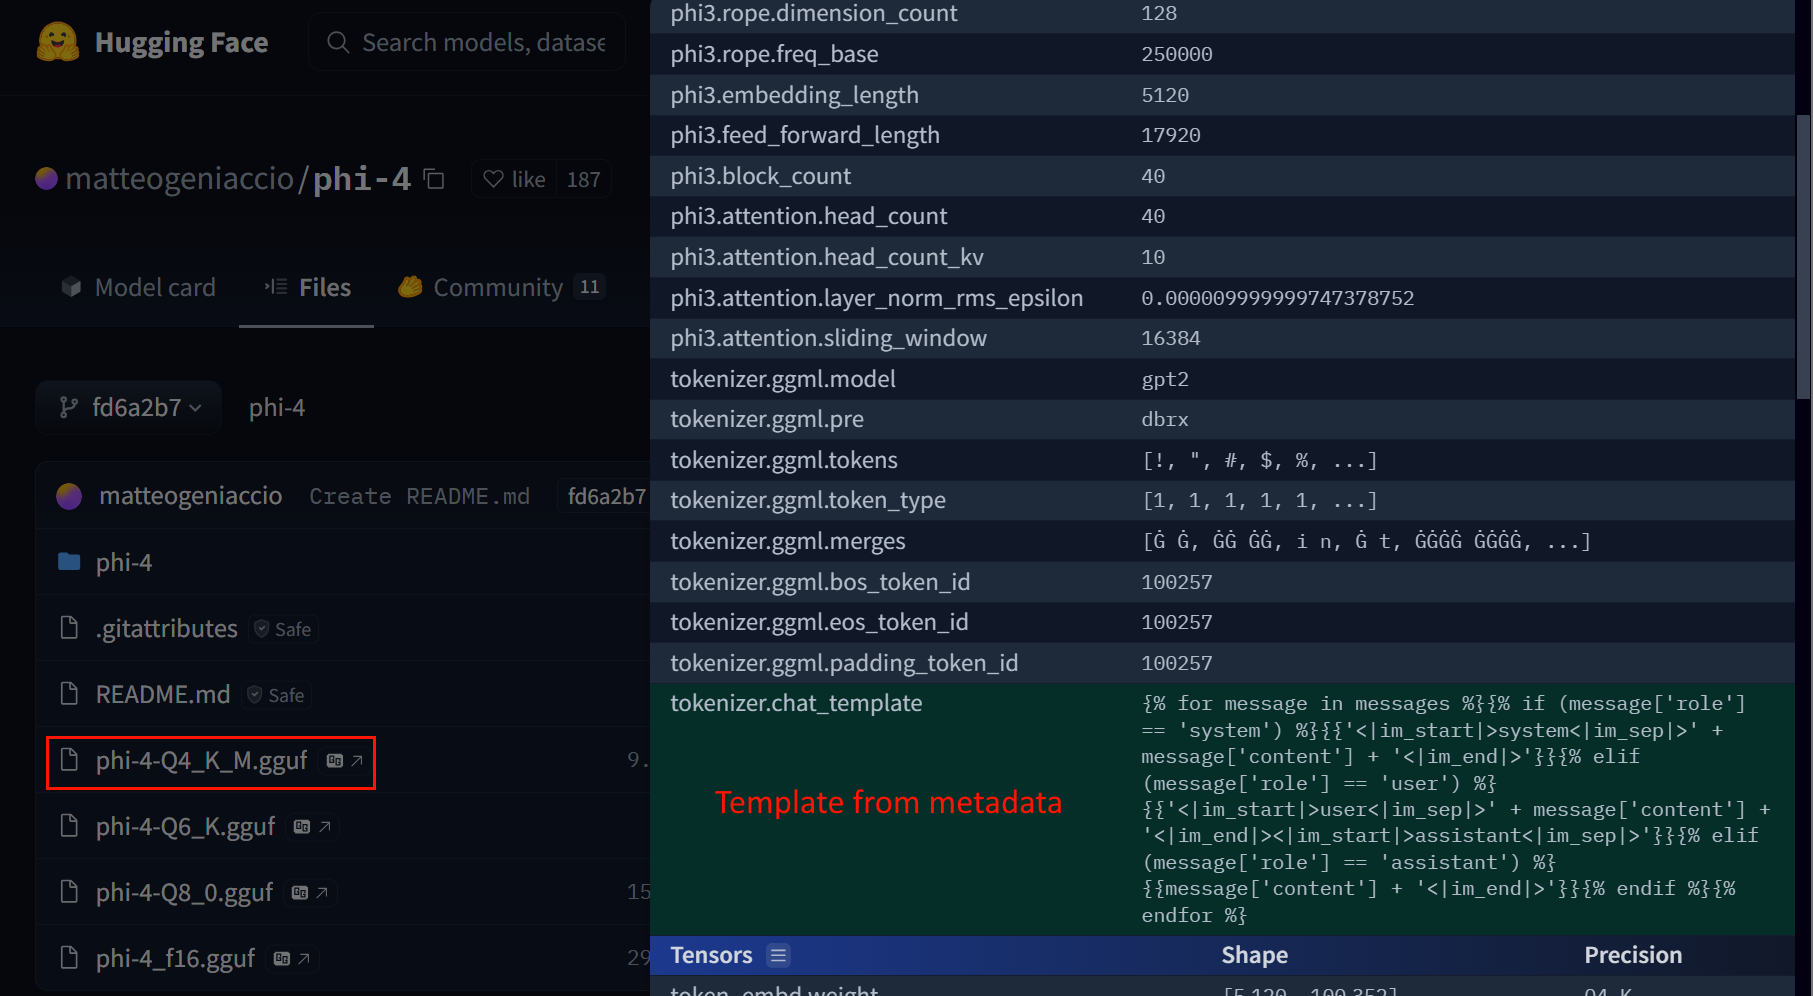 Hugging Face
Search models, datase
matteogeniaccio/phi-4
like 187
Model card
Files
Community 11
fd6a2b7
phi-4
matteogeniaccio Create README.md fd6a2b7
phi-4
.gitattributes Safe
README.md Safe
phi-4-Q4_K_M.gguf 9.
phi-4-Q6_K.gguf
phi-4-Q8_0.gguf 15
phi-4_f16.gguf 29
phi3.rope.dimension_count 128
phi3.rope.freq_base 250000
phi3.embedding_length 5120
phi3.feed_forward_length 17920
phi3.block_count 40
phi3.attention.head_count 40
phi3.attention.head_count_kv 10
phi3.attention.layer_norm_rms_epsilon 0.000009999999747378752
phi3.attention.sliding_window 16384
tokenizer.ggml.model gpt2
tokenizer.ggml.pre dbrx
tokenizer.ggml.tokens [!, ", #, $, %, ...]
tokenizer.ggml.token_type [1, 1, 1, 1, 1, ...]
tokenizer.ggml.merges [Ġ Ġ, ĠĠ ĠĠ, i n, Ġ t, ĠĠĠĠ ĠĠĠĠ, ...]
tokenizer.ggml.bos_token_id 100257
tokenizer.ggml.eos_token_id 100257
tokenizer.ggml.padding_token_id 100257
tokenizer.chat_template
Template from metadata
{% for message in messages %}{% if (message['role']
== 'system') %}{{'<|im_start|>system<|im_sep|>' +
message['content'] + '<|im_end|>'}}{% elif
(message['role'] == 'user') %}
{{'<|im_start|>user<|im_sep|>' + message['content'] +
'<|im_end|><|im_start|>assistant<|im_sep|>'}}{% elif
(message['role'] == 'assistant') %}
{{message['content'] + '<|im_end|>'}}{% endif %}{%
endfor %}
Tensors Shape Precision
token_embd.weight [5 120, 100 352] Q4_K